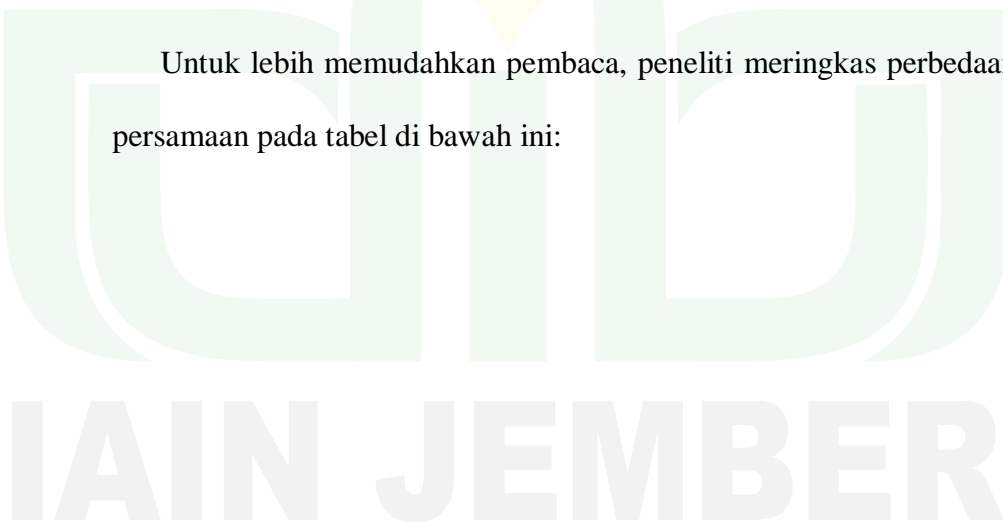 Untuk lebih memudahkan pembaca, peneliti meringkas perbedaan
persamaan pada tabel di bawah ini:
IAIN JEMBER